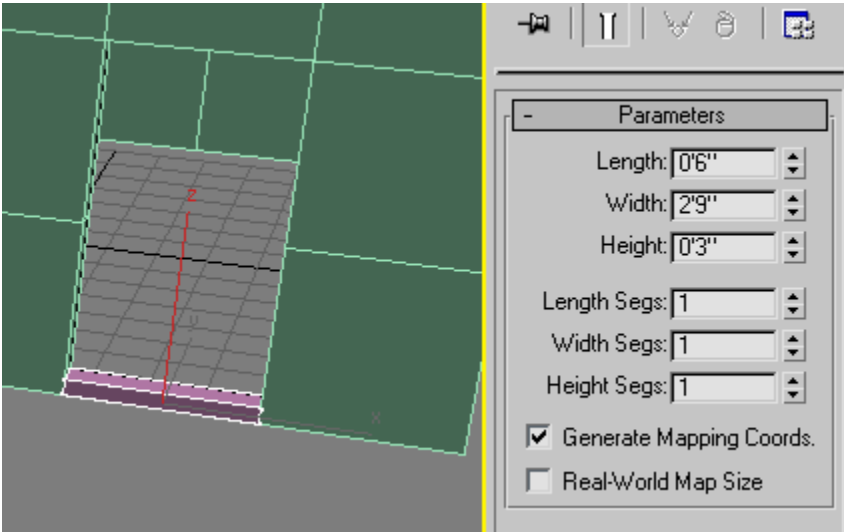 - Parameters
Length: 0'6"
Width: 2'9"
Height: 0'3"
Length Segs: 1
Width Segs: 1
Height Segs: 1
Generate Mapping Coords.
Real-World Map Size
z
y
x